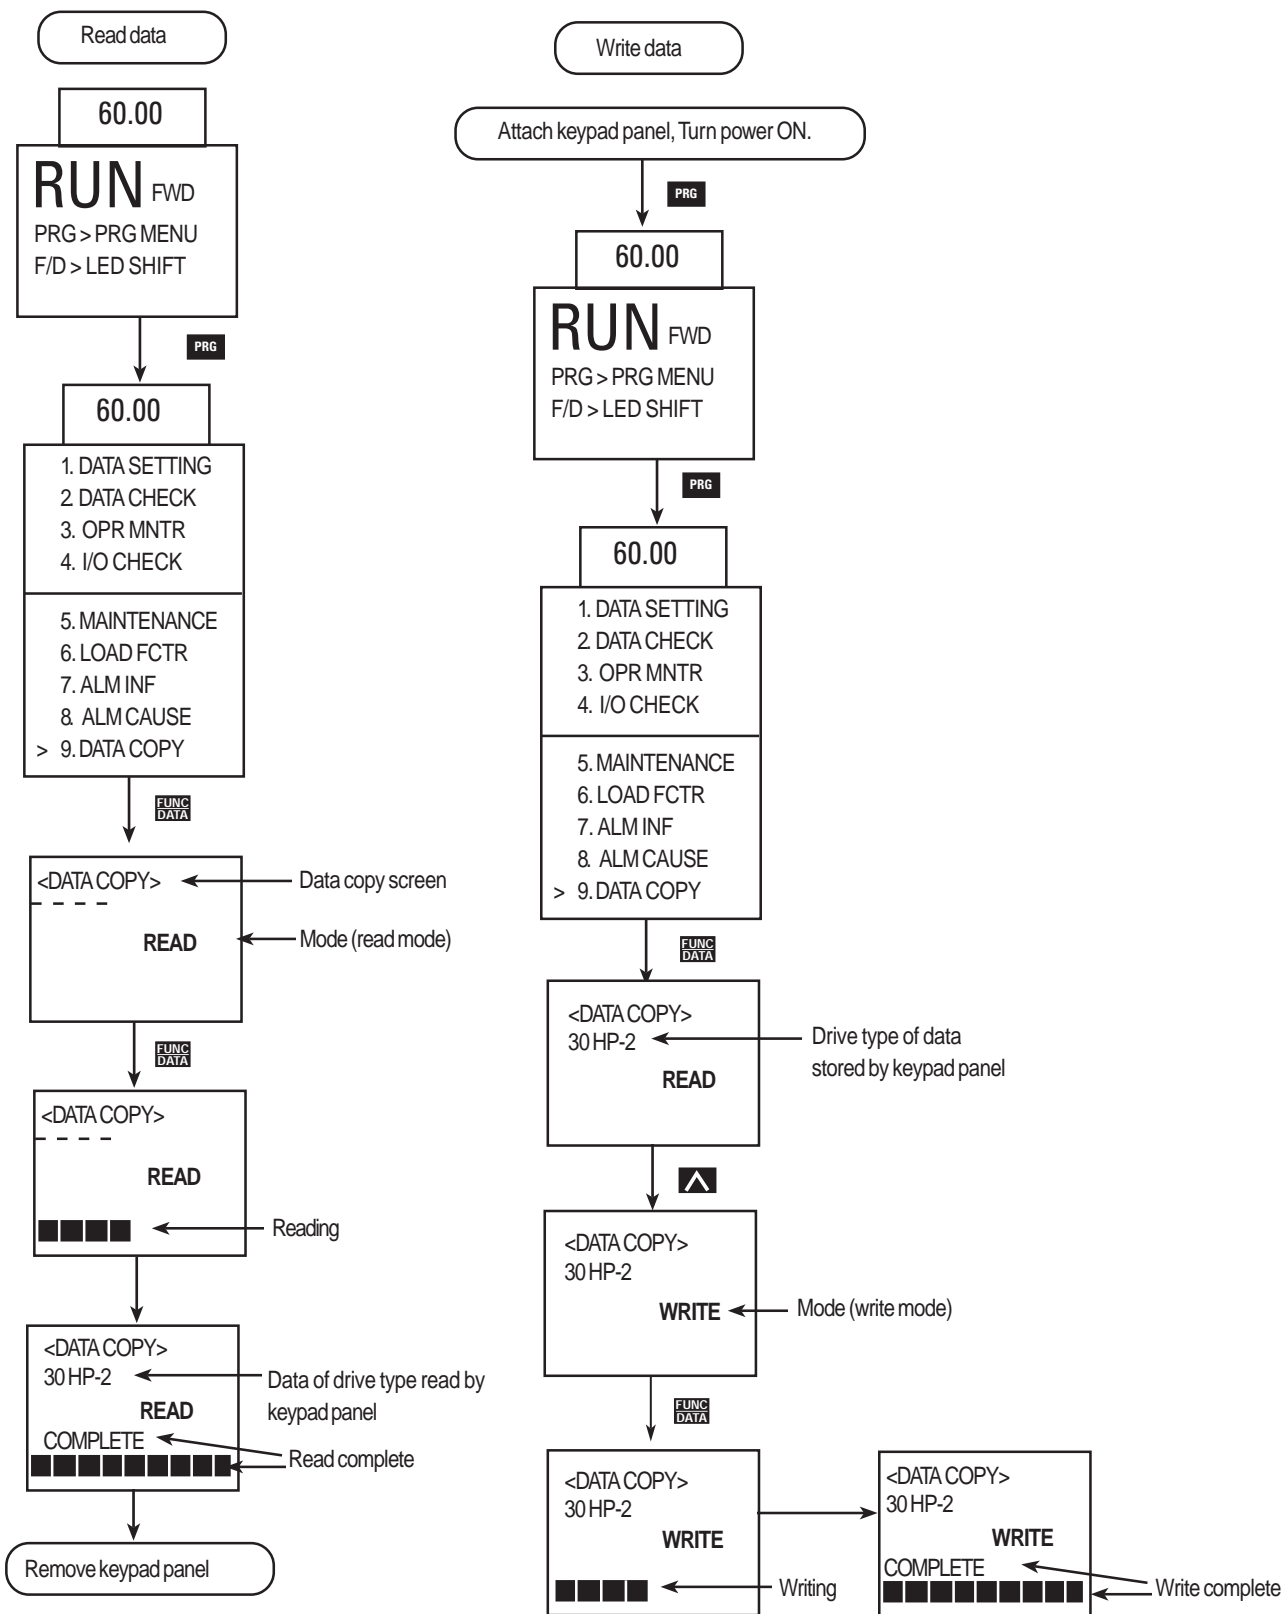 Read data
60.00
RUN FWD
PRG > PRG MENU
F/D > LED SHIFT
PRG
60.00
1. DATA SETTING
2. DATA CHECK
3. OPR MNTR
4. I/O CHECK
5. MAINTENANCE
6. LOAD FCTR
7. ALM INF
8. ALM CAUSE
> 9. DATA COPY
FUNC
DATA
<DATA COPY>
Data copy screen
- - - -
READ
Mode (read mode)
FUNC
DATA
<DATA COPY>
- - - -
READ
Reading
<DATA COPY>
30 HP-2
Data of drive type read by
keypad panel
READ
COMPLETE
Read complete
Remove keypad panel
Write data
Attach keypad panel, Turn power ON.
PRG
60.00
RUN FWD
PRG > PRG MENU
F/D > LED SHIFT
PRG
60.00
1. DATA SETTING
2. DATA CHECK
3. OPR MNTR
4. I/O CHECK
5. MAINTENANCE
6. LOAD FCTR
7. ALM INF
8. ALM CAUSE
> 9. DATA COPY
FUNC
DATA
<DATA COPY>
30 HP-2
Drive type of data
stored by keypad panel
READ
<DATA COPY>
30 HP-2
WRITE
Mode (write mode)
FUNC
DATA
<DATA COPY>
30 HP-2
WRITE
Writing
<DATA COPY>
30 HP-2
WRITE
COMPLETE
Write complete